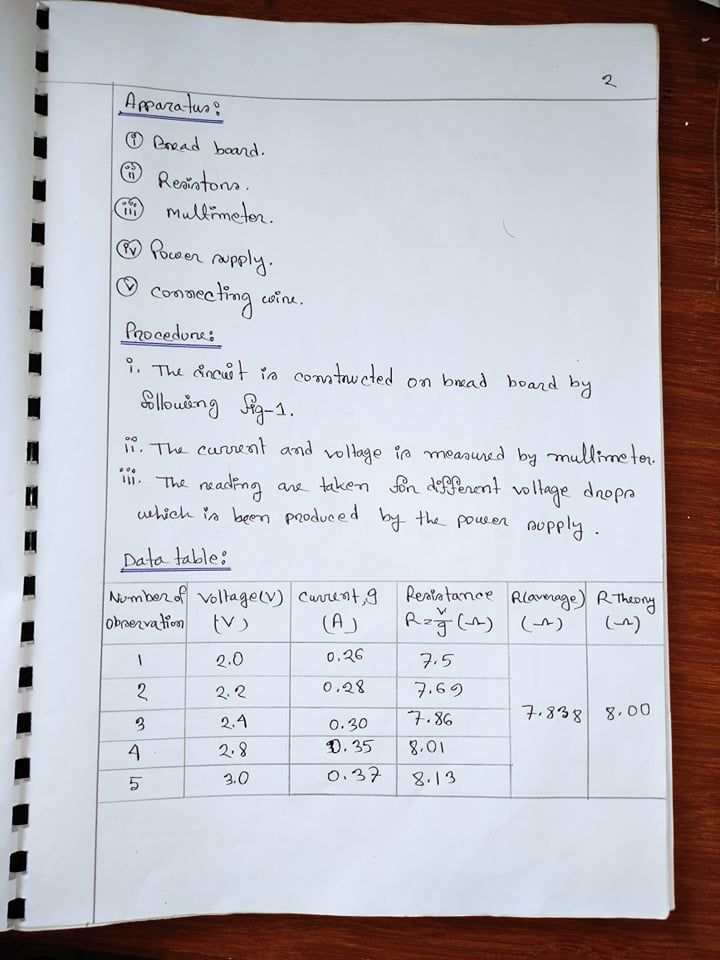 2
Apparatus:
i Bread board.
ii Resistors.
iii Multimeter.
iv Power supply.
v Connecting wire.
Procedure:
i. The circuit is constructed on bread board by
following fig-1.
ii. The current and voltage is measured by multimeter.
iii. The reading are taken for different voltage drops
which is been produced by the power supply.
Data table:
Number of observation | Voltage(V) (V) | Current, I (A) | Resistance R=V/I (Ω) | R(average) (Ω) | R Theory (Ω)
1 | 2.0 | 0.26 | 7.5 | 7.838 | 8.00
2 | 2.2 | 0.28 | 7.69
3 | 2.4 | 0.30 | 7.86
4 | 2.8 | 0.35 | 8.01
5 | 3.0 | 0.37 | 8.13